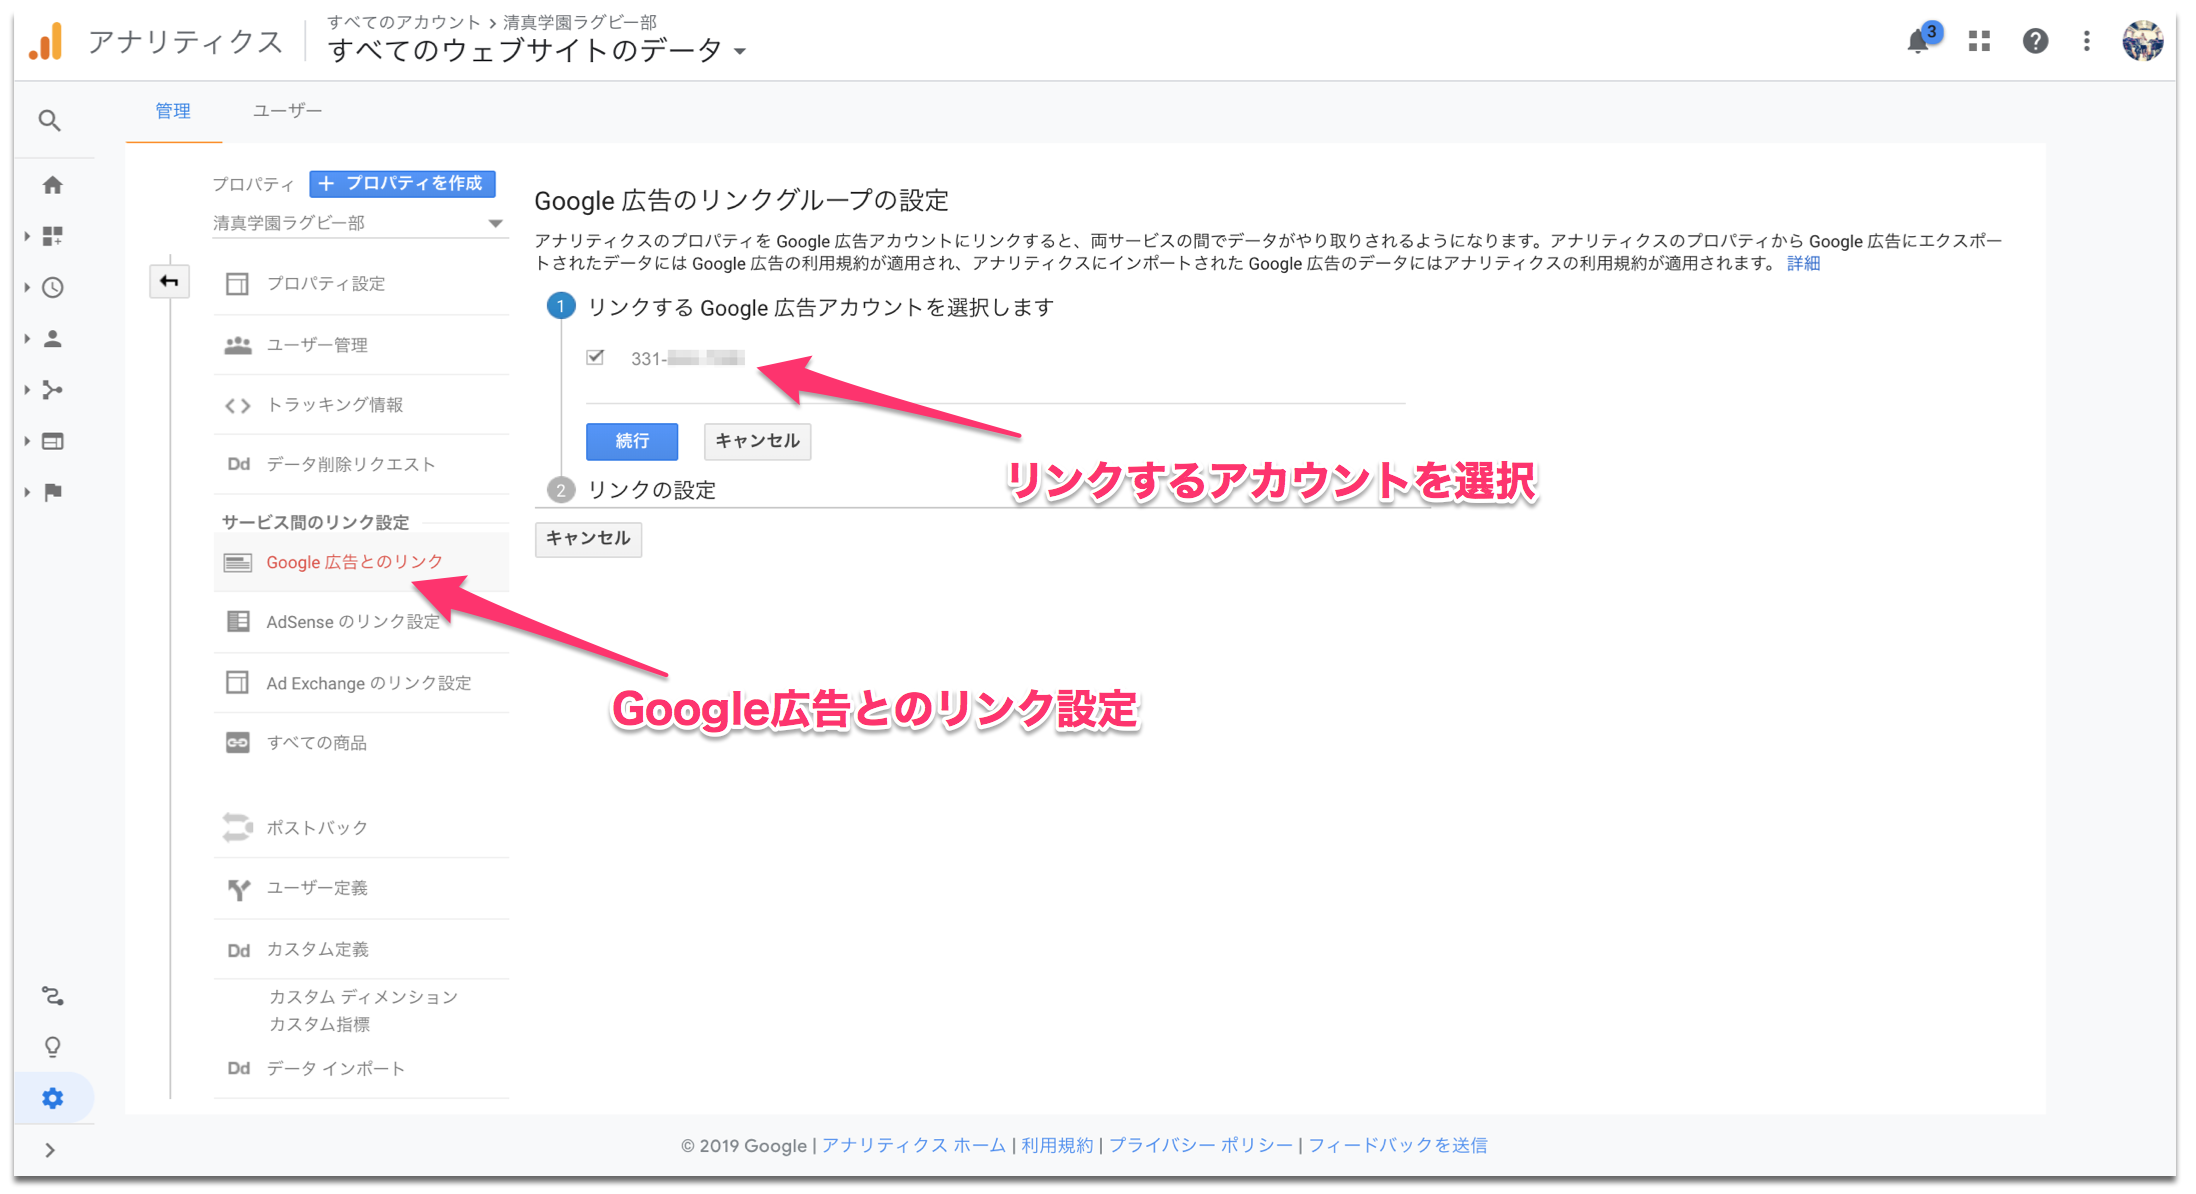 アナリティクス
すべてのアカウント > 清真学園ラグビー部
すべてのウェブサイトのデータ
3
管理
ユーザー
プロパティ
+ プロパティを作成
清真学園ラグビー部
プロパティ設定
ユーザー管理
トラッキング情報
Dd データ削除リクエスト
サービス間のリンク設定
Google 広告とのリンク
AdSense のリンク設定
Ad Exchange のリンク設定
すべての商品
ポストバック
ユーザー定義
Dd カスタム定義
カスタム ディメンション
カスタム指標
Dd データ インポート
Google 広告のリンクグループの設定
アナリティクスのプロパティを Google 広告アカウントにリンクすると、両サービスの間でデータがやり取りされるようになります。アナリティクスのプロパティから Google 広告にエクスポー
トされたデータには Google 広告の利用規約が適用され、アナリティクスにインポートされた Google 広告のデータにはアナリティクスの利用規約が適用されます。 詳細
1 リンクする Google 広告アカウントを選択します
331-
続行
キャンセル
リンクするアカウントを選択
2 リンクの設定
キャンセル
Google広告とのリンク設定
© 2019 Google | アナリティクス ホーム | 利用規約 | プライバシー ポリシー | フィードバックを送信